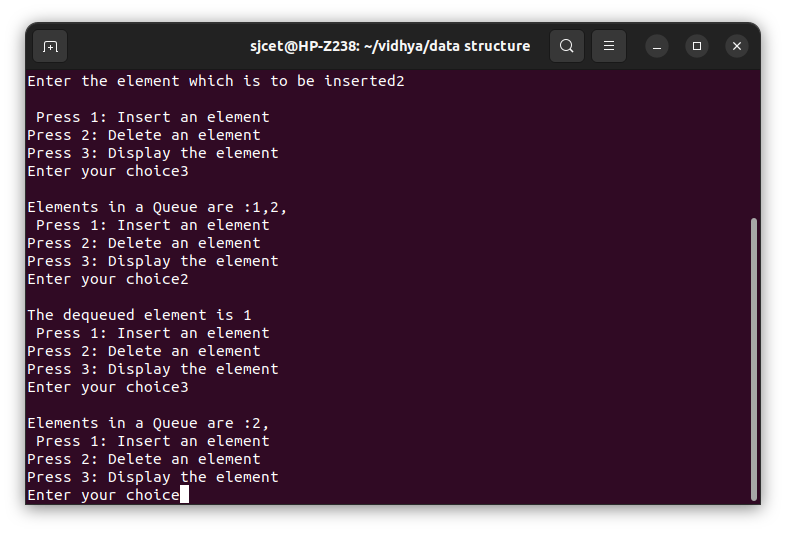 sjcet@HP-Z238: ~/vidhya/data structure
Enter the element which is to be inserted2
Press 1: Insert an element
Press 2: Delete an element
Press 3: Display the element
Enter your choice3
Elements in a Queue are :1,2,
Press 1: Insert an element
Press 2: Delete an element
Press 3: Display the element
Enter your choice2
The dequeued element is 1
Press 1: Insert an element
Press 2: Delete an element
Press 3: Display the element
Enter your choice3
Elements in a Queue are :2,
Press 1: Insert an element
Press 2: Delete an element
Press 3: Display the element
Enter your choice